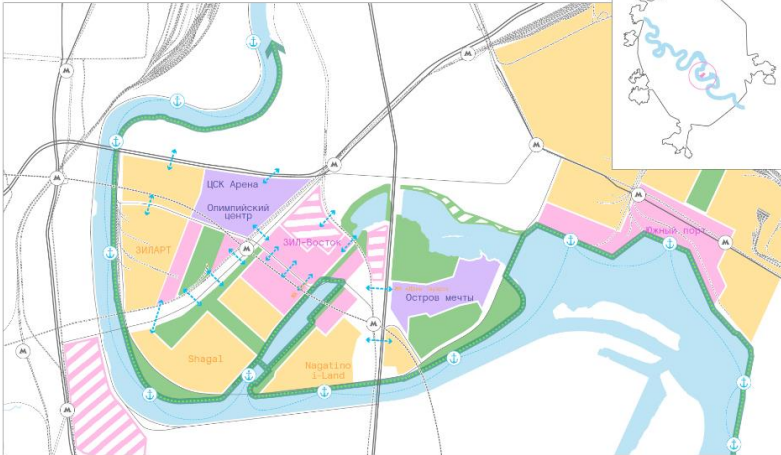 ЦСК Арена
Олимпийский
центр
ЗИЛ-Восток
Южный порт
ЗИЛАРТ
Остров мечты
Shagal
Nagatino
i-Land
M
M
M
M
M
M
M
M
M
M
M